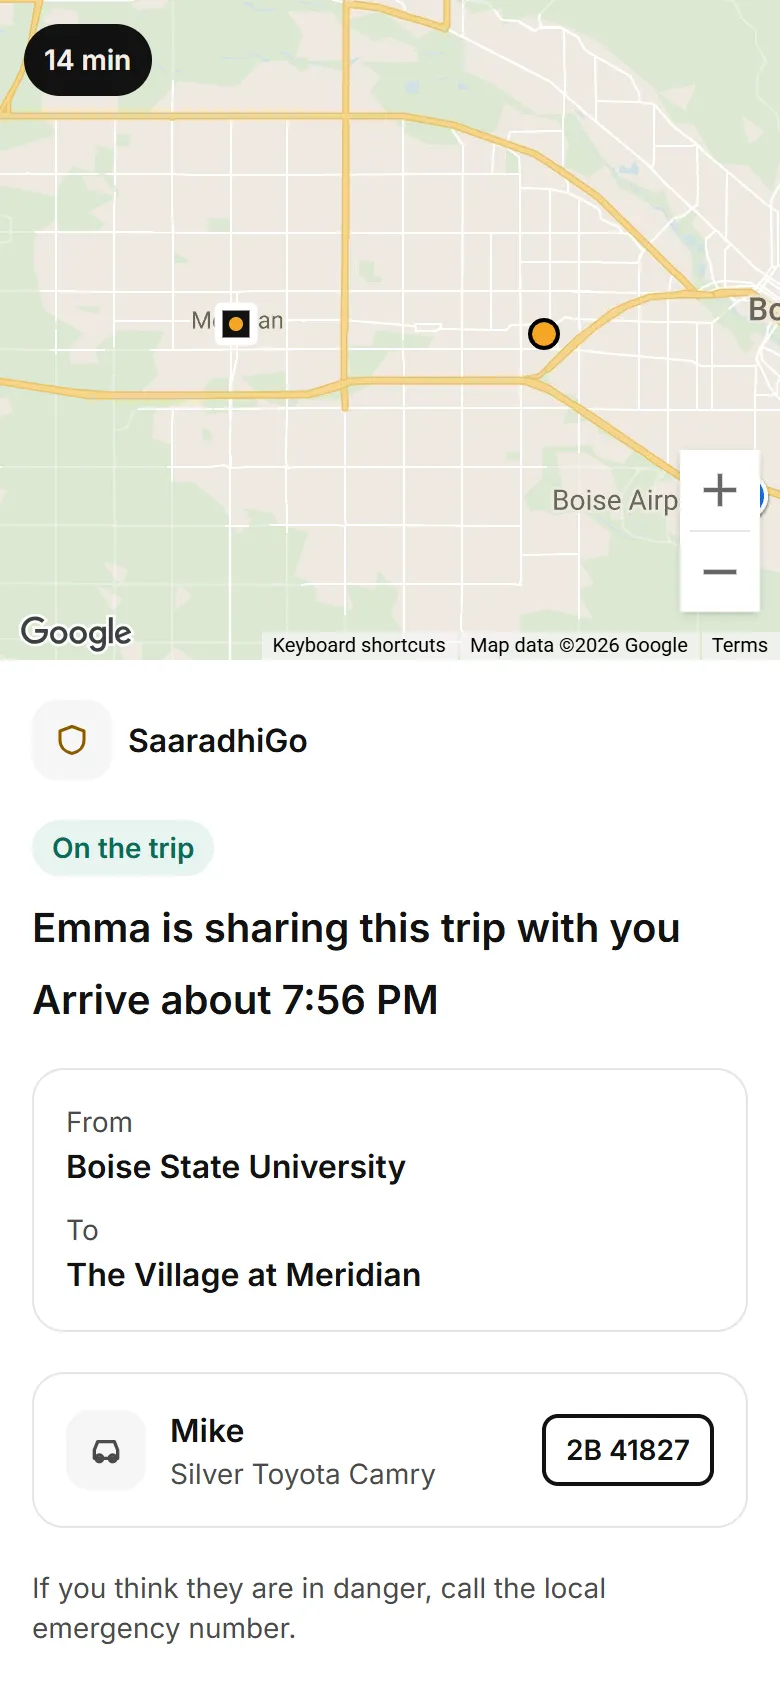 14 min
Bo
Boise Airp
Google
Keyboard shortcuts
Map data ©2026 Google
Terms
SaaradhiGo
On the trip
Emma is sharing this trip with you
Arrive about 7:56 PM
From
Boise State University
To
The Village at Meridian
Mike
Silver Toyota Camry
2B 41827
If you think they are in danger, call the local
emergency number.